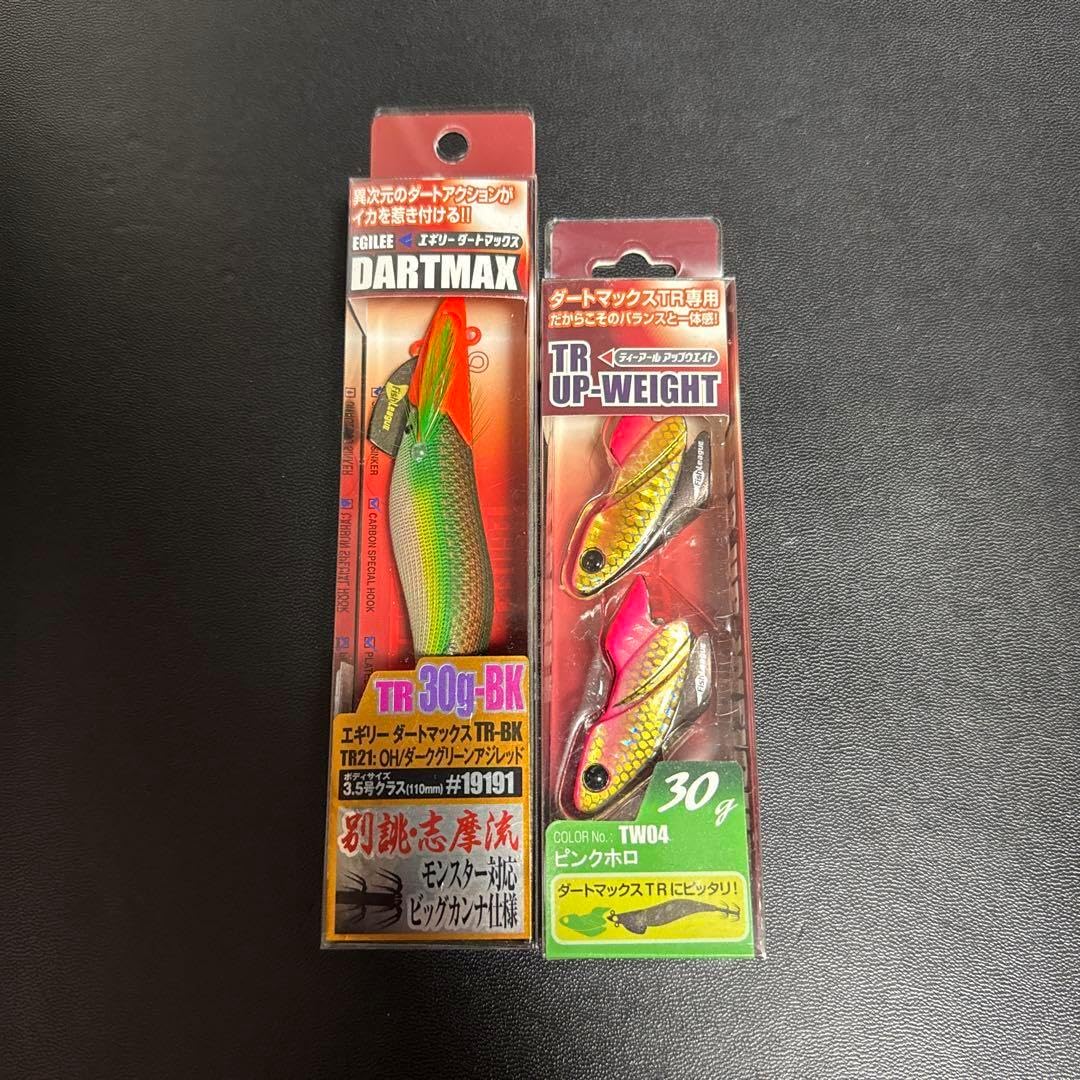 異次元のダートアクションが
イカを惹き付ける!!
EGILEE エギリー ダートマックス
DARTMAX
FishLeague
SINKER
CARBON SPECIAL HOOK
TR 30g-BK
エギリー ダートマックス TR-BK
TR21: OH/ダークグリーンアジレッド
ボディサイズ
3.5号クラス(110mm) #19191
別誂・志摩流
モンスター対応
ビッグカンナ仕様
ダートマックスTR専用
だからこそのバランスと一体感!
TR ティーアール アップウエイト
UP-WEIGHT
FishLeague
FishLeague
30g
COLOR No.: TW04
ピンクホロ
ダートマックスTRにピッタリ!